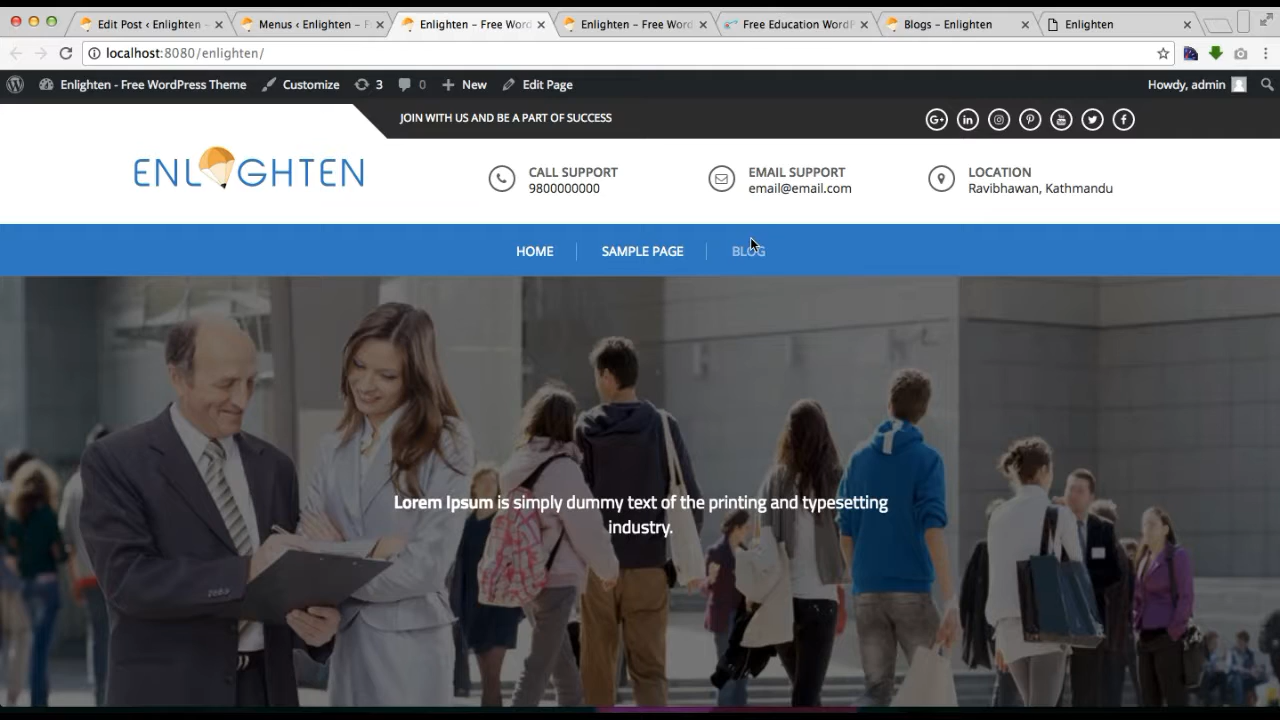 Edit Post ‹ Enlighten –
Menus ‹ Enlighten – F
Enlighten – Free Word
Enlighten – Free Word
Free Education WordP
Blogs – Enlighten
Enlighten
localhost:8080/enlighten/
Enlighten - Free WordPress Theme
Customize
3
0
New
Edit Page
Howdy, admin
JOIN WITH US AND BE A PART OF SUCCESS
ENLIGHTEN
CALL SUPPORT
9800000000
EMAIL SUPPORT
email@email.com
LOCATION
Ravibhawan, Kathmandu
HOME
SAMPLE PAGE
BLOG
Lorem Ipsum is simply dummy text of the printing and typesetting
industry.